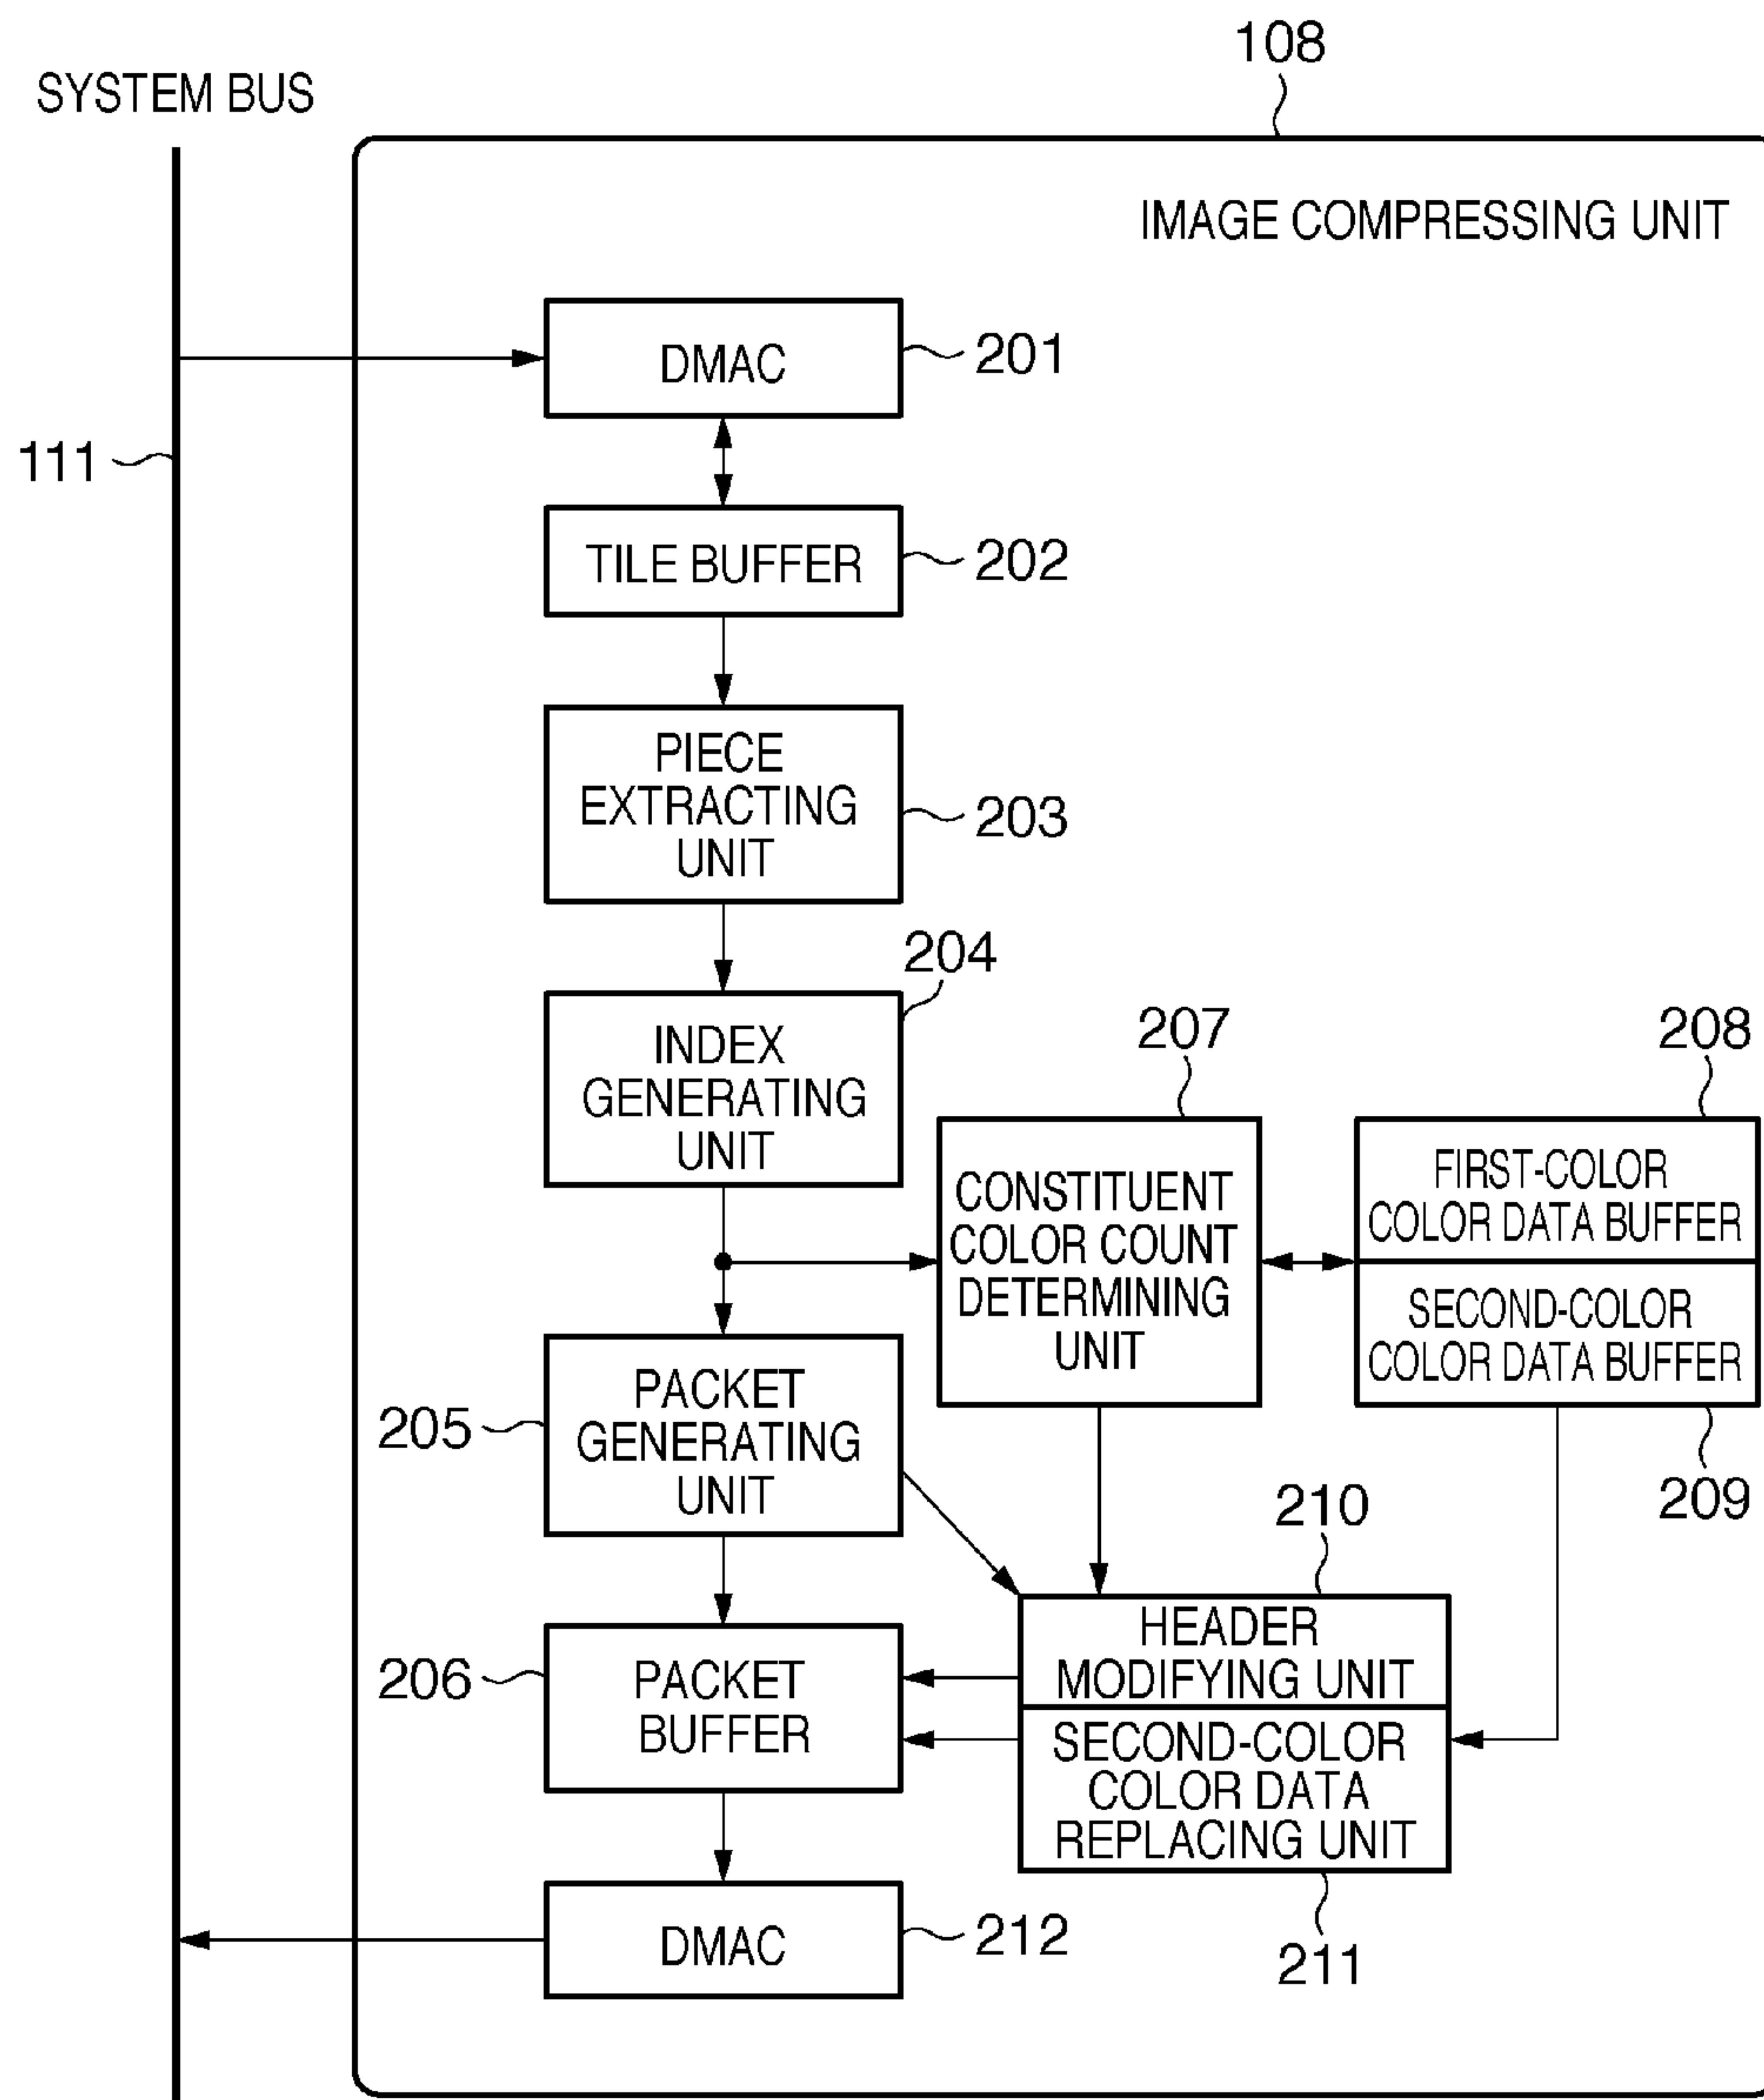 108
SYSTEM BUS
IMAGE COMPRESSING UNIT
DMAC
201
111
TILE BUFFER
202
PIECE
EXTRACTING
UNIT
203
204
INDEX
GENERATING
UNIT
207
208
CONSTITUENT
COLOR COUNT
DETERMINING
UNIT
FIRST-COLOR
COLOR DATA BUFFER
SECOND-COLOR
COLOR DATA BUFFER
205
PACKET
GENERATING
UNIT
209
210
206
PACKET
BUFFER
HEADER
MODIFYING UNIT
SECOND-COLOR
COLOR DATA
REPLACING UNIT
DMAC
212
211